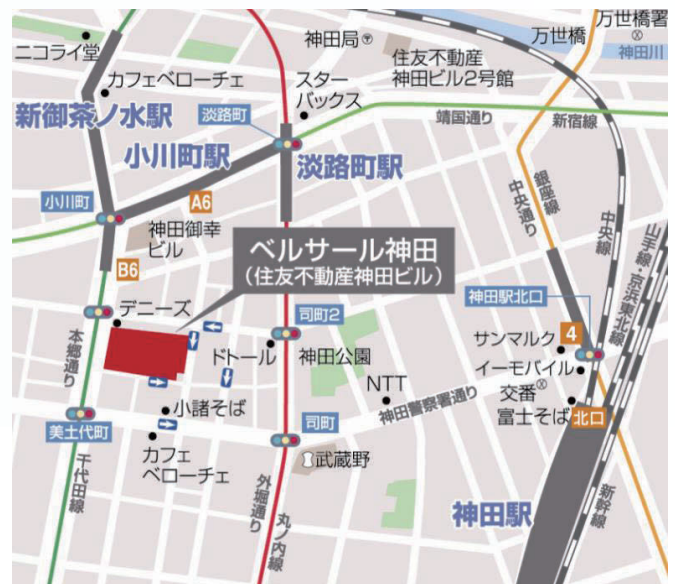 万世橋署
万世橋
神田川
神田局
ニコライ堂
住友不動産
神田ビル2号館
カフェベローチェ
スター
バックス
新御茶ノ水駅
淡路町
靖国通り
新宿線
小川町駅
淡路町駅
銀座線
中央通り
小川町
A6
神田御幸
ビル
中央線
山手線・京浜東北線
ベルサール神田
（住友不動産神田ビル）
B6
神田駅北口
デニーズ
司町2
サンマルク
4
本郷通り
ドトール
神田公園
イーモバイル
NTT
交番
小諸そば
神田警察署通り
富士そば
北口
美土代町
司町
カフェ
ベローチェ
武蔵野
千代田線
外堀通り
丸ノ内線
神田駅
新幹線